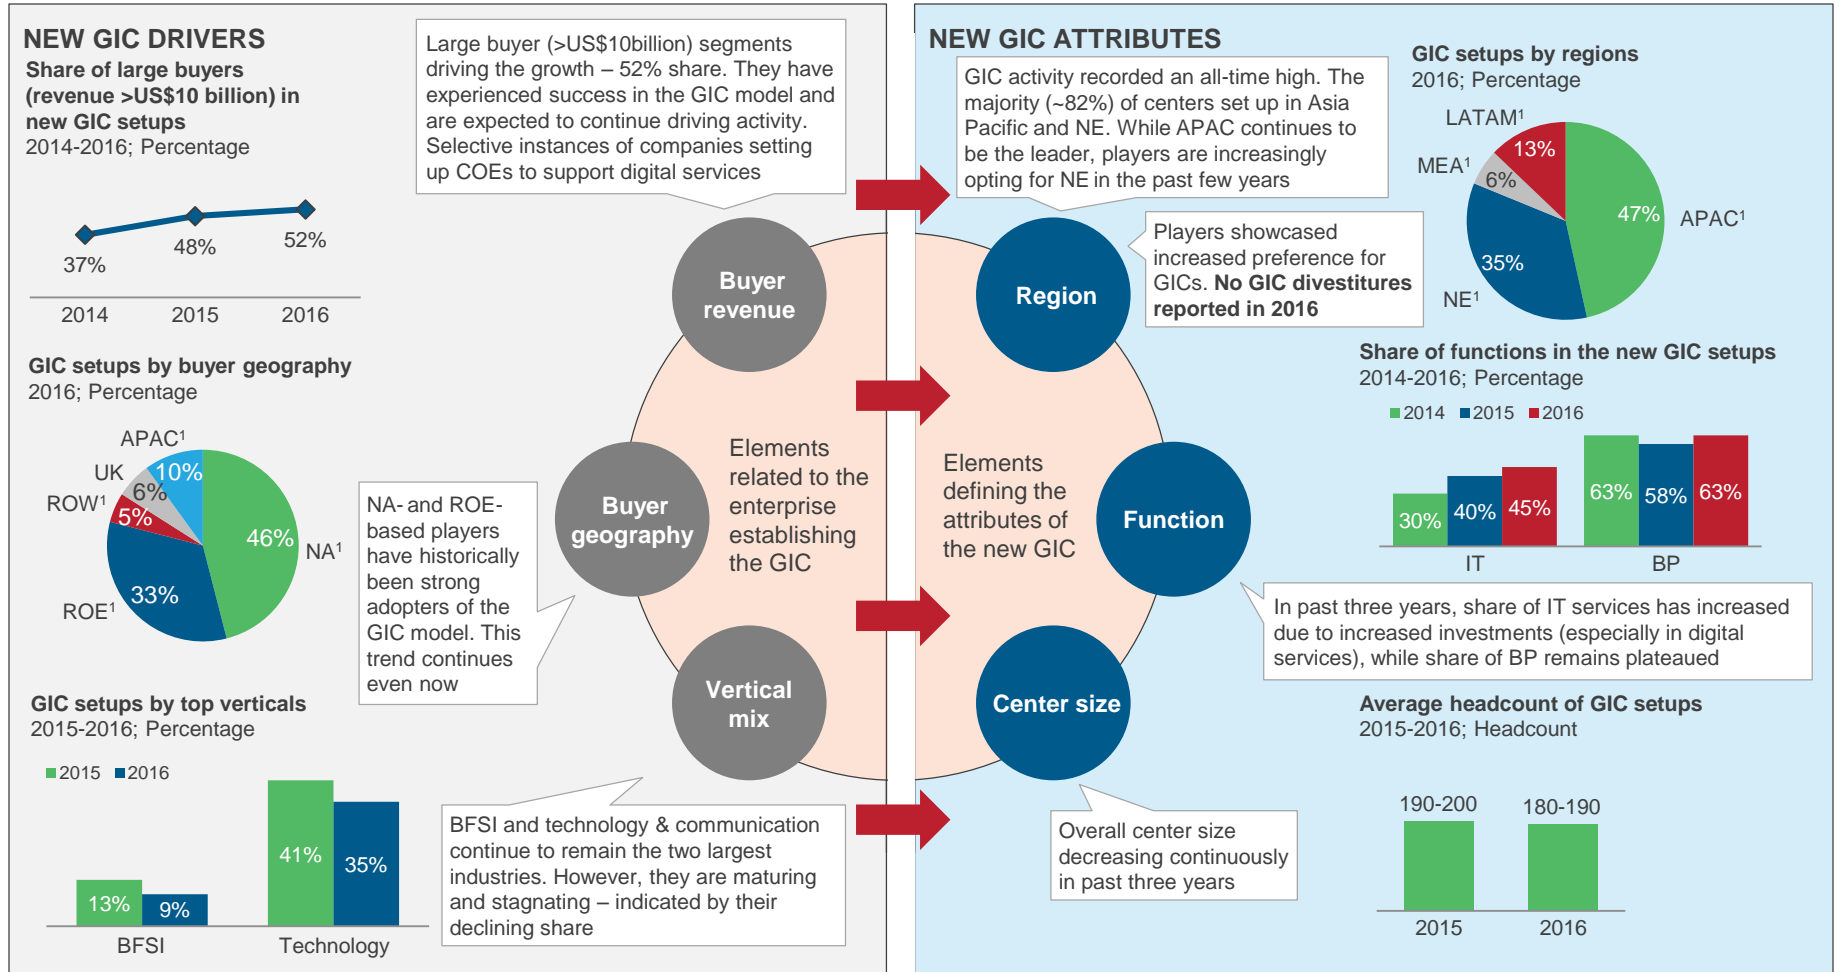 NEW GIC DRIVERS
Share of large buyers
(revenue >US$10 billion) in
new GIC setups
2014-2016; Percentage
37%
48%
52%
2014
2015
2016
Large buyer (>US$10billion) segments
driving the growth – 52% share. They have
experienced success in the GIC model and
are expected to continue driving activity.
Selective instances of companies setting
up COEs to support digital services
GIC setups by buyer geography
2016; Percentage
APAC¹
UK
ROW¹
ROE¹
NA¹
10%
6%
5%
33%
46%
NA- and ROE-
based players
have historically
been strong
adopters of the
GIC model. This
trend continues
even now
GIC setups by top verticals
2015-2016; Percentage
2015
2016
13%
9%
41%
35%
BFSI
Technology
BFSI and technology & communication
continue to remain the two largest
industries. However, they are maturing
and stagnating – indicated by their
declining share
Buyer
revenue
Buyer
geography
Vertical
mix
Elements
related to the
enterprise
establishing
the GIC
NEW GIC ATTRIBUTES
GIC activity recorded an all-time high. The
majority (~82%) of centers set up in Asia
Pacific and NE. While APAC continues to
be the leader, players are increasingly
opting for NE in the past few years
Players showcased
increased preference for
GICs. No GIC divestitures
reported in 2016
Region
Function
Center size
Elements
defining the
attributes of
the new GIC
GIC setups by regions
2016; Percentage
LATAM¹
MEA¹
NE¹
APAC¹
13%
6%
35%
47%
Share of functions in the new GIC setups
2014-2016; Percentage
2014
2015
2016
30%
40%
45%
63%
58%
63%
IT
BP
In past three years, share of IT services has increased
due to increased investments (especially in digital
services), while share of BP remains plateaued
Overall center size
decreasing continuously
in past three years
Average headcount of GIC setups
2015-2016; Headcount
190-200
180-190
2015
2016